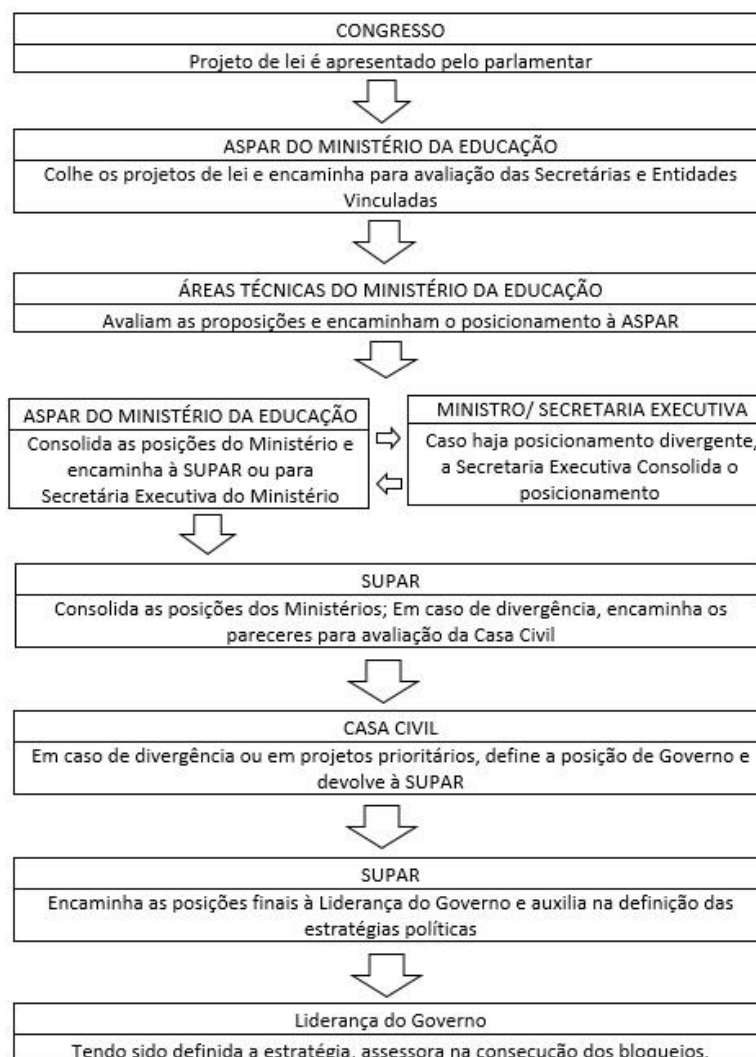 CONGRESSO
Projeto de lei é apresentado pelo parlamentar
ASPAR DO MINISTÉRIO DA EDUCAÇÃO
Colhe os projetos de lei e encaminha para avaliação das Secretárias e Entidades
Vinculadas
ÁREAS TÉCNICAS DO MINISTÉRIO DA EDUCAÇÃO
Avaliam as proposições e encaminham o posicionamento à ASPAR
ASPAR DO MINISTÉRIO DA EDUCAÇÃO
Consolida as posições do Ministério e
encaminha à SUPAR ou para
Secretária Executiva do Ministério
MINISTRO/ SECRETARIA EXECUTIVA
Caso haja posicionamento divergente,
a Secretaria Executiva Consolida o
posicionamento
SUPAR
Consolida as posições dos Ministérios; Em caso de divergência, encaminha os
pareceres para avaliação da Casa Civil
CASA CIVIL
Em caso de divergência ou em projetos prioritários, define a posição de Governo e
devolve à SUPAR
SUPAR
Encaminha as posições finais à Liderança do Governo e auxilia na definição das
estratégias políticas
Liderança do Governo
Tendo sido definida a estratégia, assessora na consecução dos bloqueios.